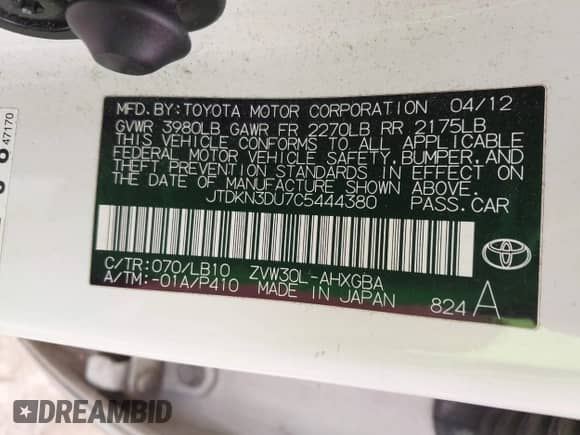 MFD.BY:TOYOTA MOTOR CORPORATION 04/12
GVWR 3980LB GAWR FR 2270LB RR 2175LB
THIS VEHICLE CONFORMS TO ALL APPLICABLE
FEDERAL MOTOR VEHICLE SAFETY,BUMPER,AND
THEFT PREVENTION STANDARDS IN EFFECT ON
THE DATE OF MANUFACTURE SHOWN ABOVE.
JTDKN3DU7C5444380 PASS.CAR
C/TR:070/LB10 ZVW30L-AHXGBA
A/TM:-01A/P410 MADE IN JAPAN 824 A
47170
DREAMBID